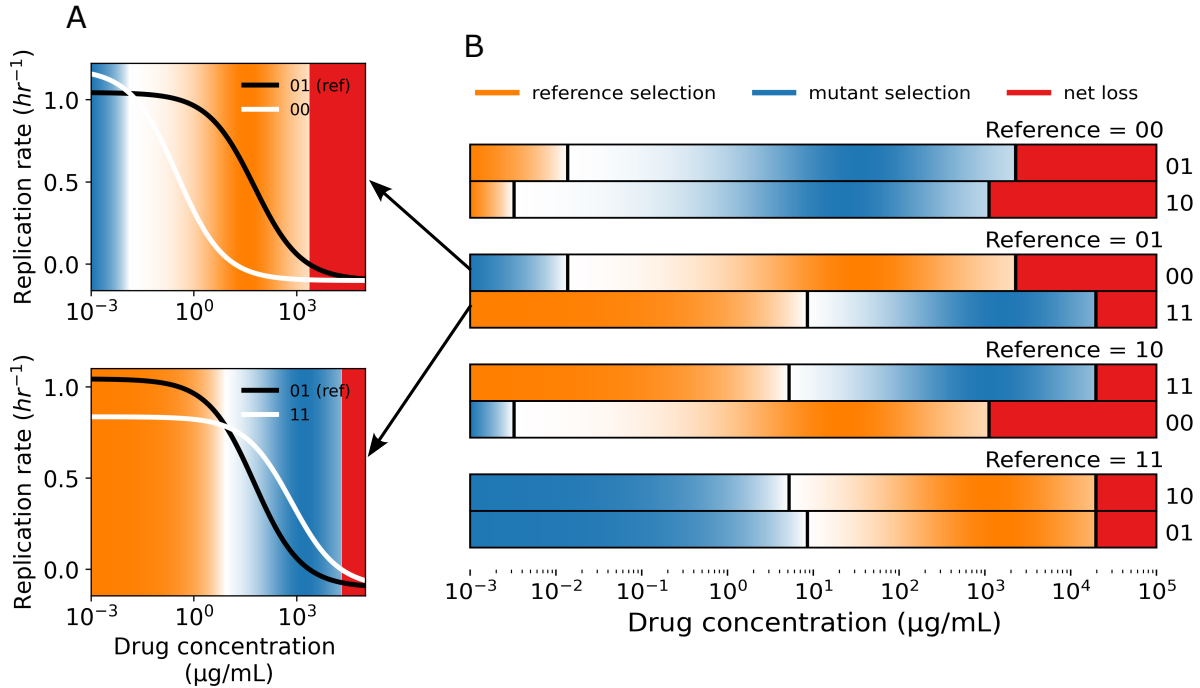 A
Replication rate (hr⁻¹)
1.0
0.5
0.0
01 (ref)
00
10⁻³
10⁰
10³
Replication rate (hr⁻¹)
1.0
0.5
0.0
01 (ref)
11
10⁻³
10⁰
10³
Drug concentration
(µg/mL)
B
reference selection
mutant selection
net loss
Reference = 00
01
10
Reference = 01
00
11
Reference = 10
11
00
Reference = 11
10
01
10⁻³ 10⁻² 10⁻¹ 10⁰ 10¹ 10² 10³ 10⁴ 10⁵
Drug concentration (µg/mL)